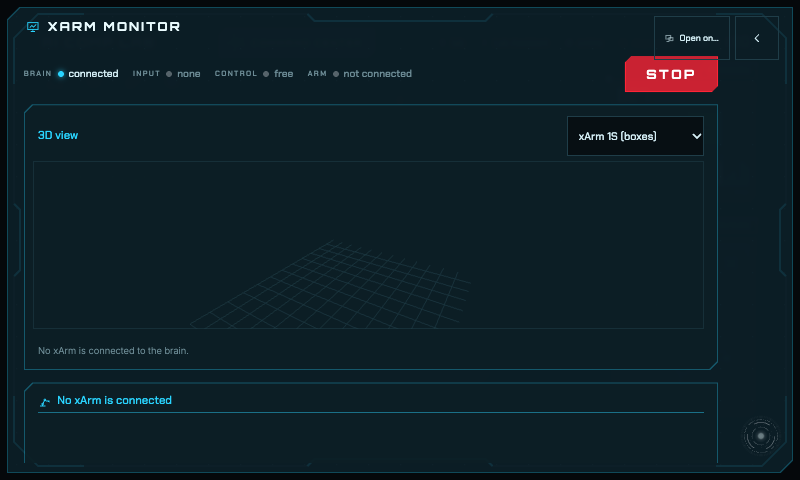 XARM MONITOR
Open on...
BRAIN connected INPUT none CONTROL free ARM not connected
STOP
3D view
xArm 1S (boxes)
No xArm is connected to the brain.
No xArm is connected